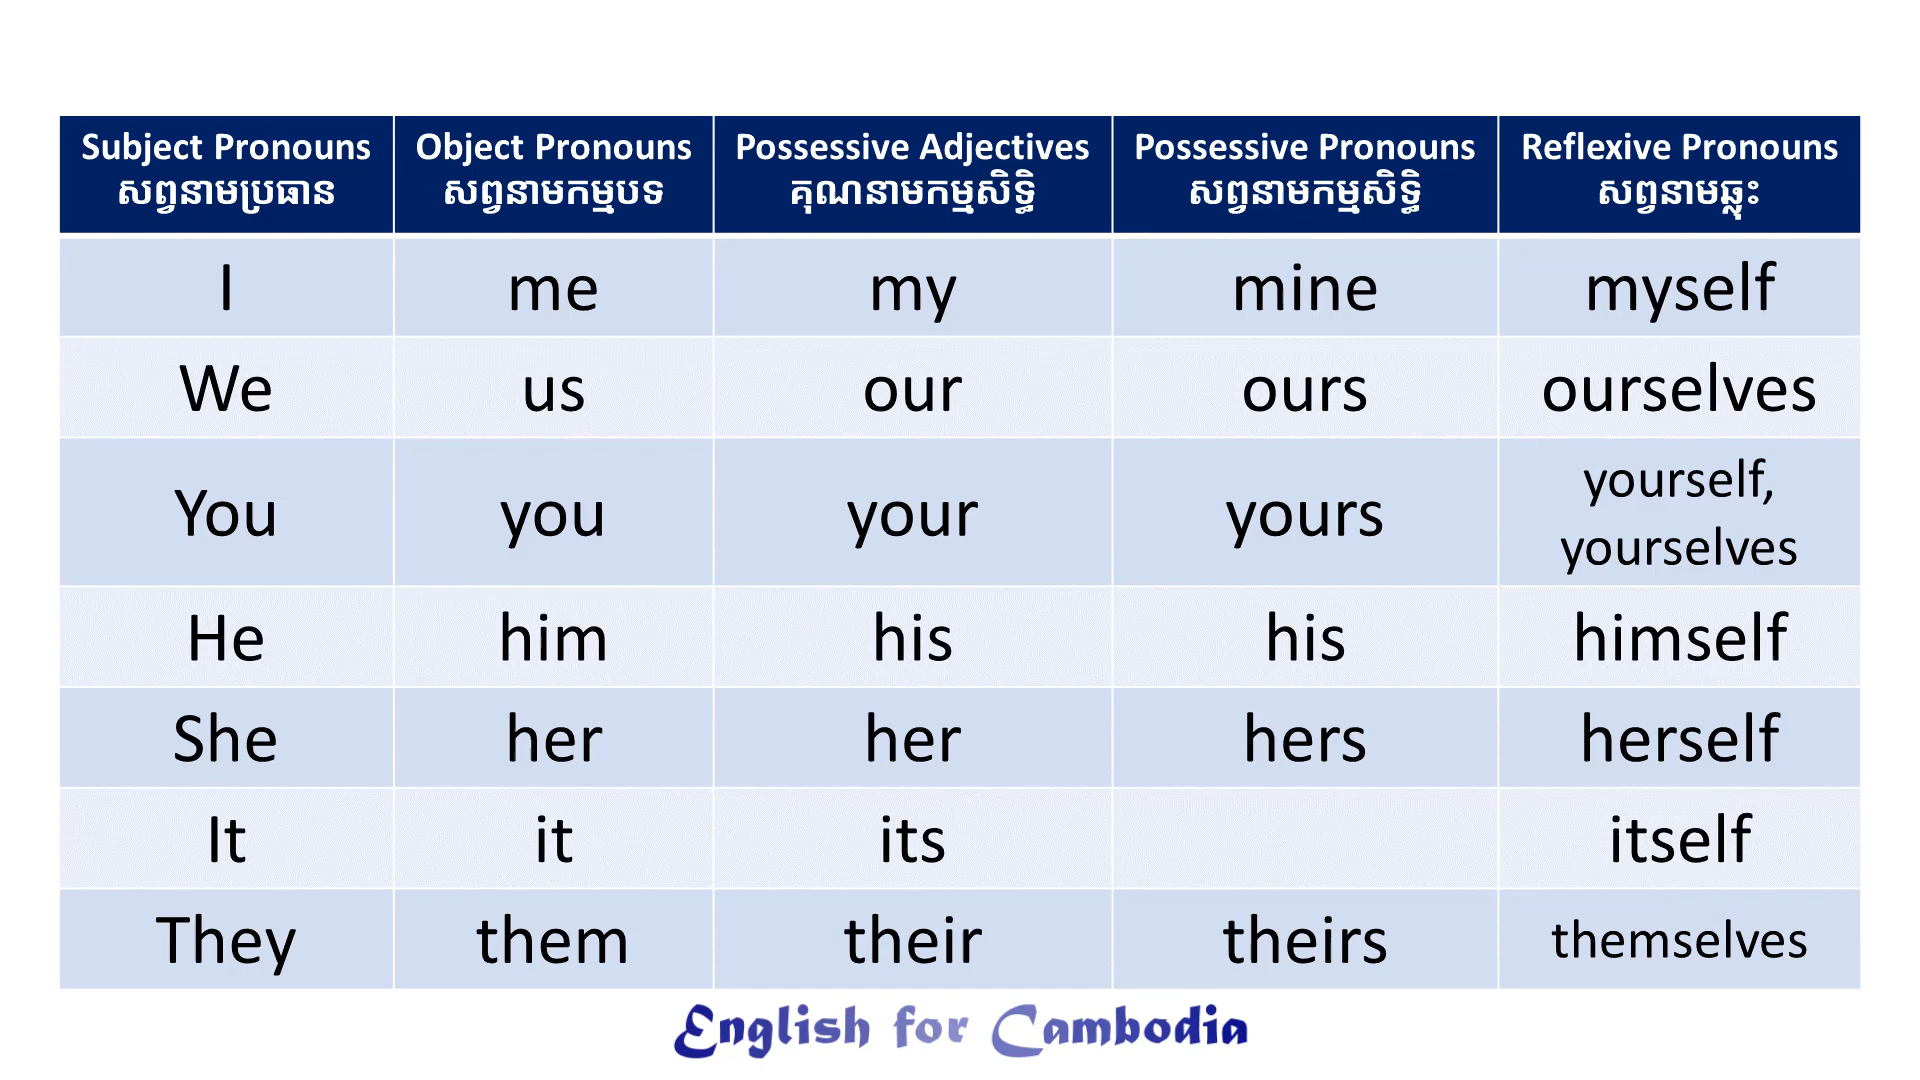 Subject Pronouns Object Pronouns Possessive Adjectives Possessive Pronouns Reflexive Pronouns
សព្វនាមប្រធាន សព្វនាមកម្មបទ គុណនាមកម្មសិទ្ធិ សព្វនាមកម្មសិទ្ធិ សព្វនាមឆ្លុះ
I me my mine myself
We us our ours ourselves
You you your yours yourself,
yourselves
He him his his himself
She her her hers herself
It it its itself
They them their theirs themselves
English for Cambodia